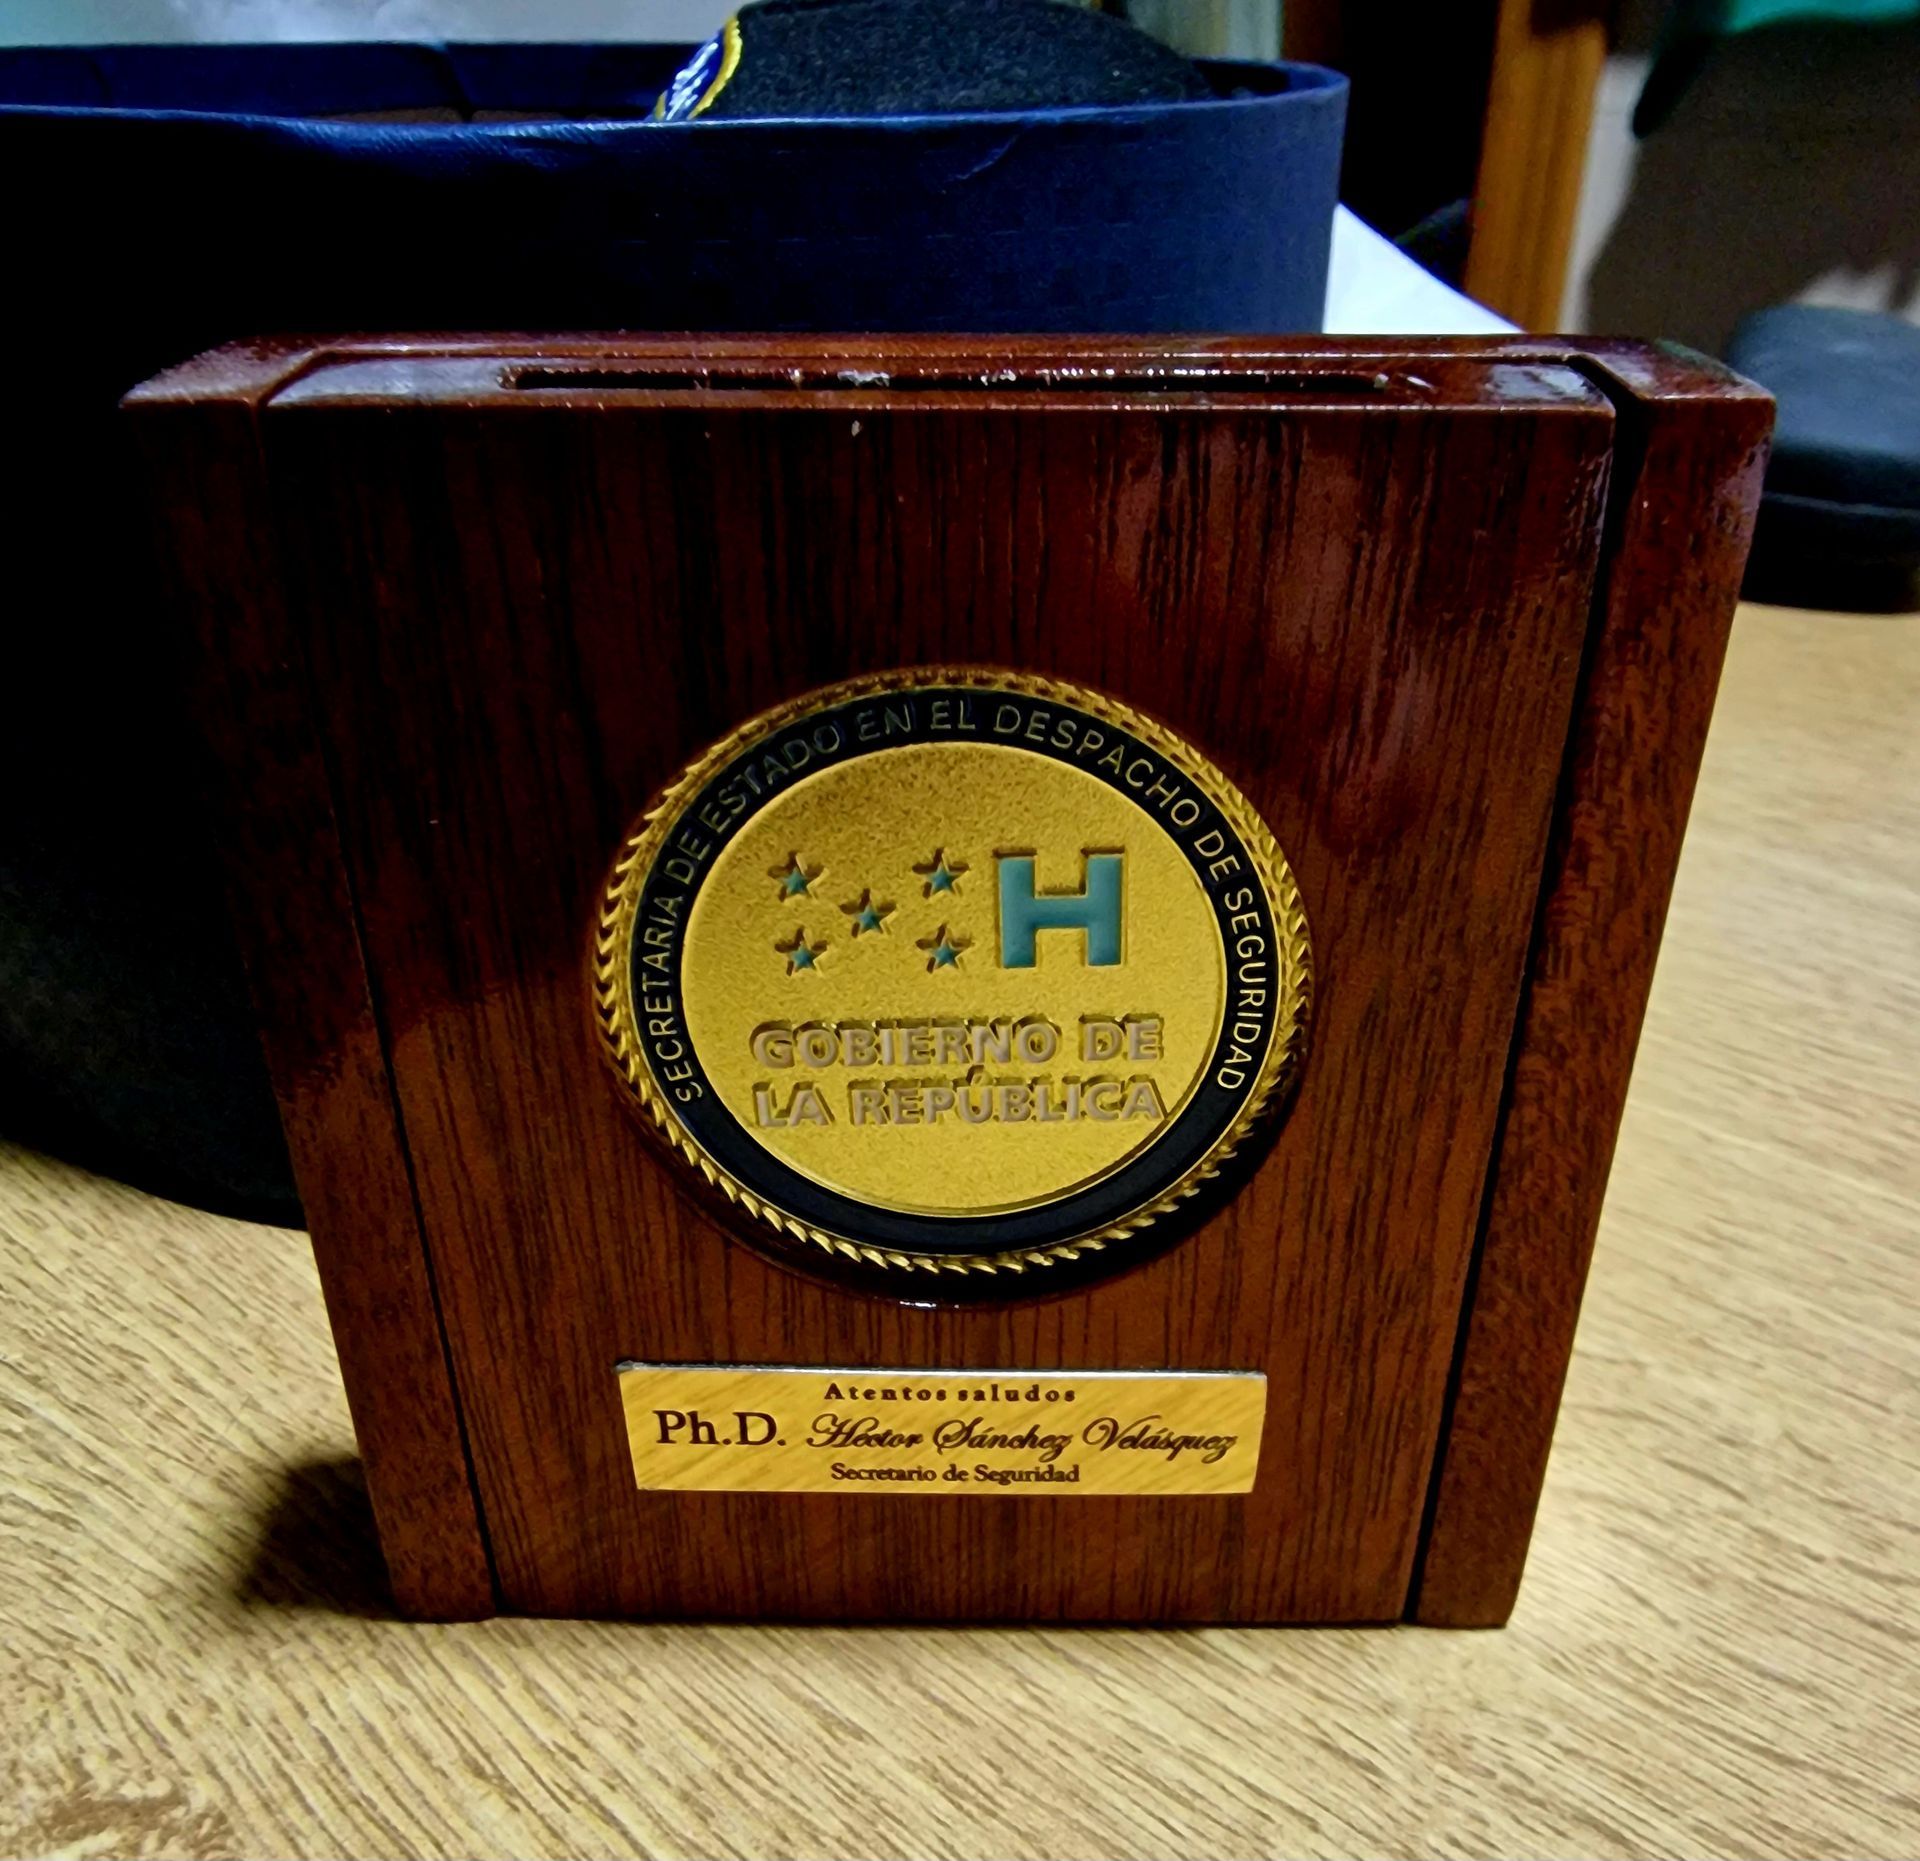 SECRETARIA DE ESTADO EN EL DESPACHO DE SEGURIDAD
H
GOBIERNO DE
LA REPÚBLICA
Atentos saludos
Ph.D. Héctor Sánchez Velásquez
Secretario de Seguridad